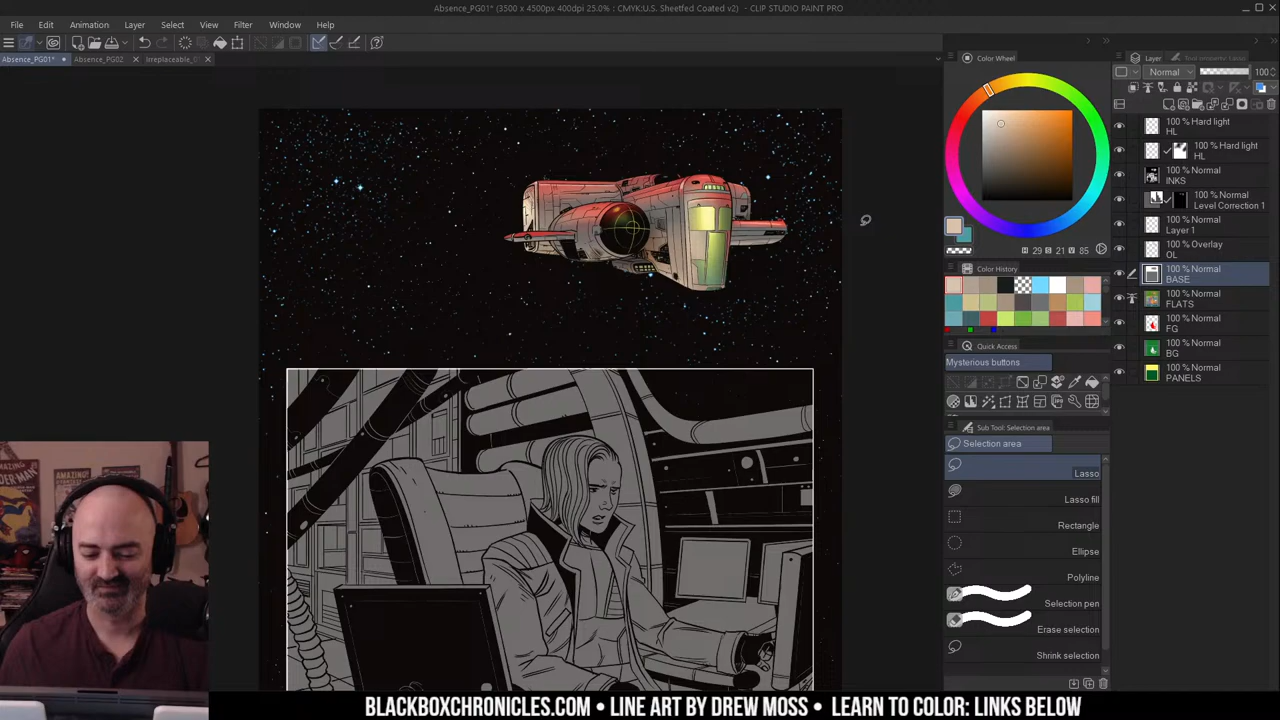 Absence_PG01* (3500 x 4500px 400dpi 25.0% : CMYK:U.S. Sheetfed Coated v2) - CLIP STUDIO PAINT PRO
File Edit Animation Layer Select View Filter Window Help
Absence_PG01* Absence_PG02 Irreplaceable_
Color Wheel
H 29 S 21 V 85
Color History
Quick Access
Mysterious buttons
Sub Tool: Selection area
Selection area
Lasso
Lasso fill
Rectangle
Ellipse
Polyline
Selection pen
Erase selection
Shrink selection
Layer
Normal 100
100 % Hard light
HL
100 % Hard light
HL
100 % Normal
INKS
100 % Normal
Level Correction 1
100 % Normal
Layer 1
100 % Overlay
OL
100 % Normal
BASE
100 % Normal
FLATS
100 % Normal
FG
100 % Normal
BG
100 % Normal
PANELS
AMAZING
BLACKBOXCHRONICLES.COM • LINE ART BY DREW MOSS • LEARN TO COLOR: LINKS BELOW